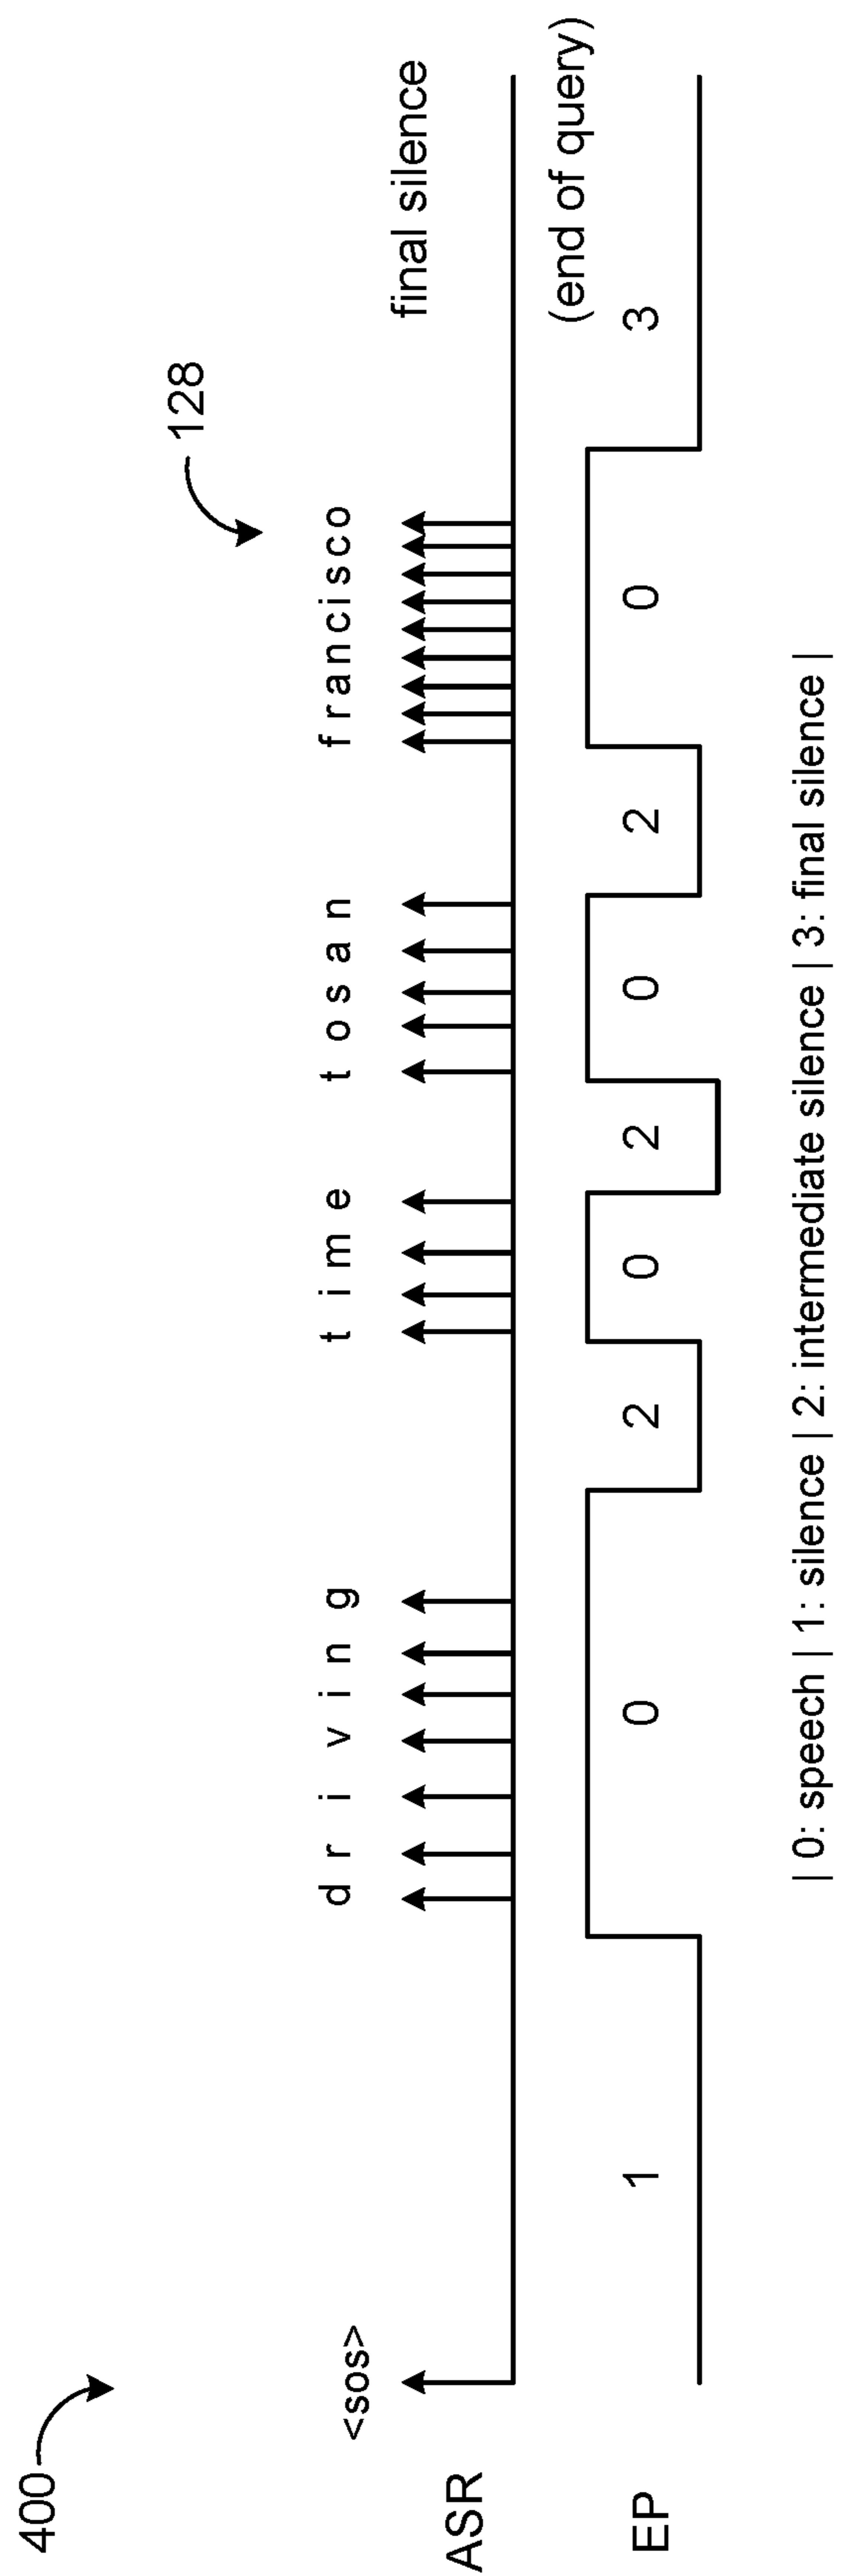 400
128
<sos> d r i v i n g t i m e t o s a n f r a n c i s c o
final silence
ASR
(end of query)
EP 1 0 2 0 2 0 2 0 3
| 0: speech | 1: silence | 2: intermediate silence | 3: final silence |